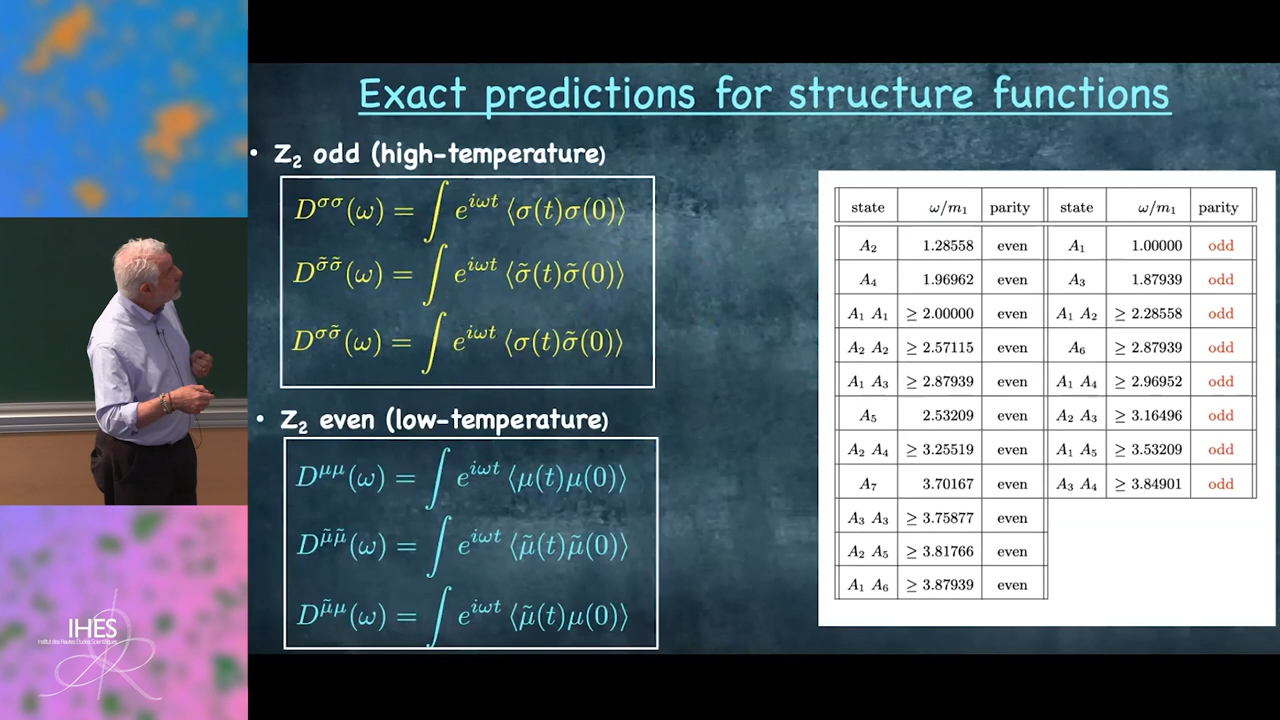 Exact predictions for structure functions
• Z₂ odd (high-temperature)
D^{σσ}(ω) = ∫ e^{iωt} ⟨σ(t)σ(0)⟩
D^{σ̃σ̃}(ω) = ∫ e^{iωt} ⟨σ̃(t)σ̃(0)⟩
D^{σσ̃}(ω) = ∫ e^{iωt} ⟨σ(t)σ̃(0)⟩
• Z₂ even (low-temperature)
D^{μμ}(ω) = ∫ e^{iωt} ⟨μ(t)μ(0)⟩
D^{μ̃μ̃}(ω) = ∫ e^{iωt} ⟨μ̃(t)μ̃(0)⟩
D^{μ̃μ}(ω) = ∫ e^{iωt} ⟨μ̃(t)μ(0)⟩
state ω/m₁ parity state ω/m₁ parity
A₂ 1.28558 even A₁ 1.00000 odd
A₄ 1.96962 even A₃ 1.87939 odd
A₁ A₁ ≥ 2.00000 even A₁ A₂ ≥ 2.28558 odd
A₂ A₂ ≥ 2.57115 even A₆ ≥ 2.87939 odd
A₁ A₃ ≥ 2.87939 even A₁ A₄ ≥ 2.96952 odd
A₅ 2.53209 even A₂ A₃ ≥ 3.16496 odd
A₂ A₄ ≥ 3.25519 even A₁ A₅ ≥ 3.53209 odd
A₇ 3.70167 even A₃ A₄ ≥ 3.84901 odd
A₃ A₃ ≥ 3.75877 even
A₂ A₅ ≥ 3.81766 even
A₁ A₆ ≥ 3.87939 even
IHES
Institut des Hautes Études Scientifiques